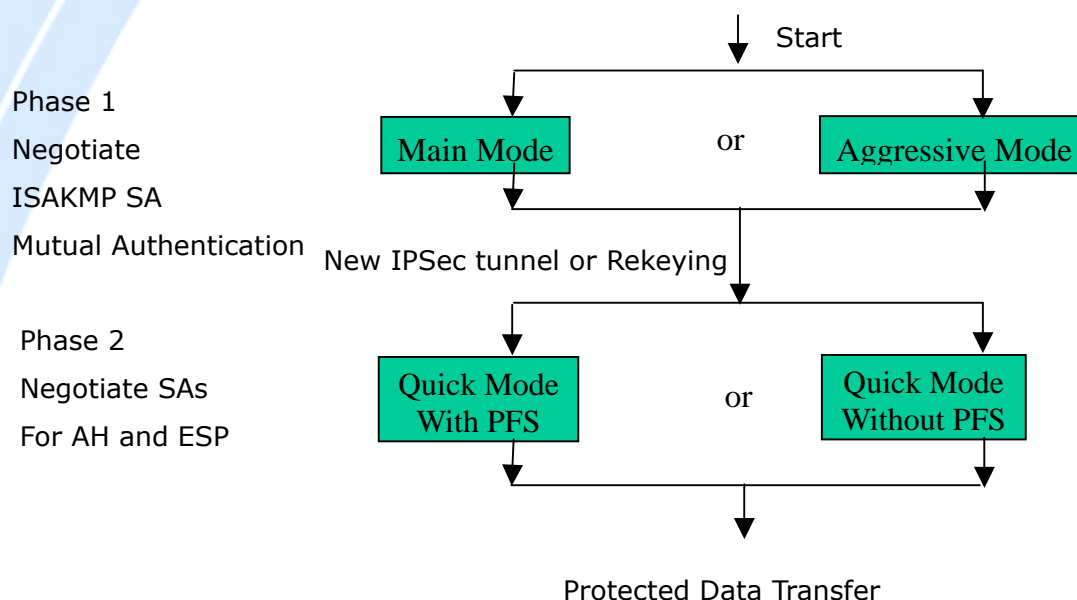 Start
Phase 1
Negotiate
ISAKMP SA
Mutual Authentication
Main Mode
or
Aggressive Mode
New IPSec tunnel or Rekeying
Phase 2
Negotiate SAs
For AH and ESP
Quick Mode
With PFS
or
Quick Mode
Without PFS
Protected Data Transfer